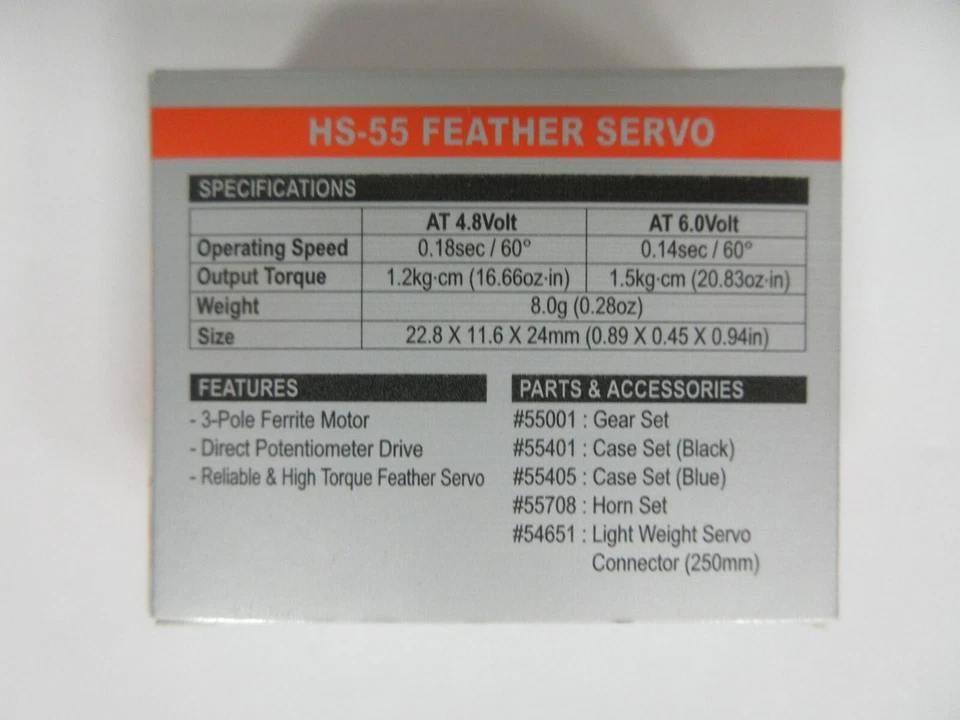 HS-55 FEATHER SERVO
SPECIFICATIONS
AT 4.8Volt AT 6.0Volt
Operating Speed 0.18sec / 60° 0.14sec / 60°
Output Torque 1.2kg·cm (16.66oz·in) 1.5kg·cm (20.83oz·in)
Weight 8.0g (0.28oz)
Size 22.8 X 11.6 X 24mm (0.89 X 0.45 X 0.94in)
FEATURES
- 3-Pole Ferrite Motor
- Direct Potentiometer Drive
- Reliable & High Torque Feather Servo
PARTS & ACCESSORIES
#55001 : Gear Set
#55401 : Case Set (Black)
#55405 : Case Set (Blue)
#55708 : Horn Set
#54651 : Light Weight Servo
Connector (250mm)